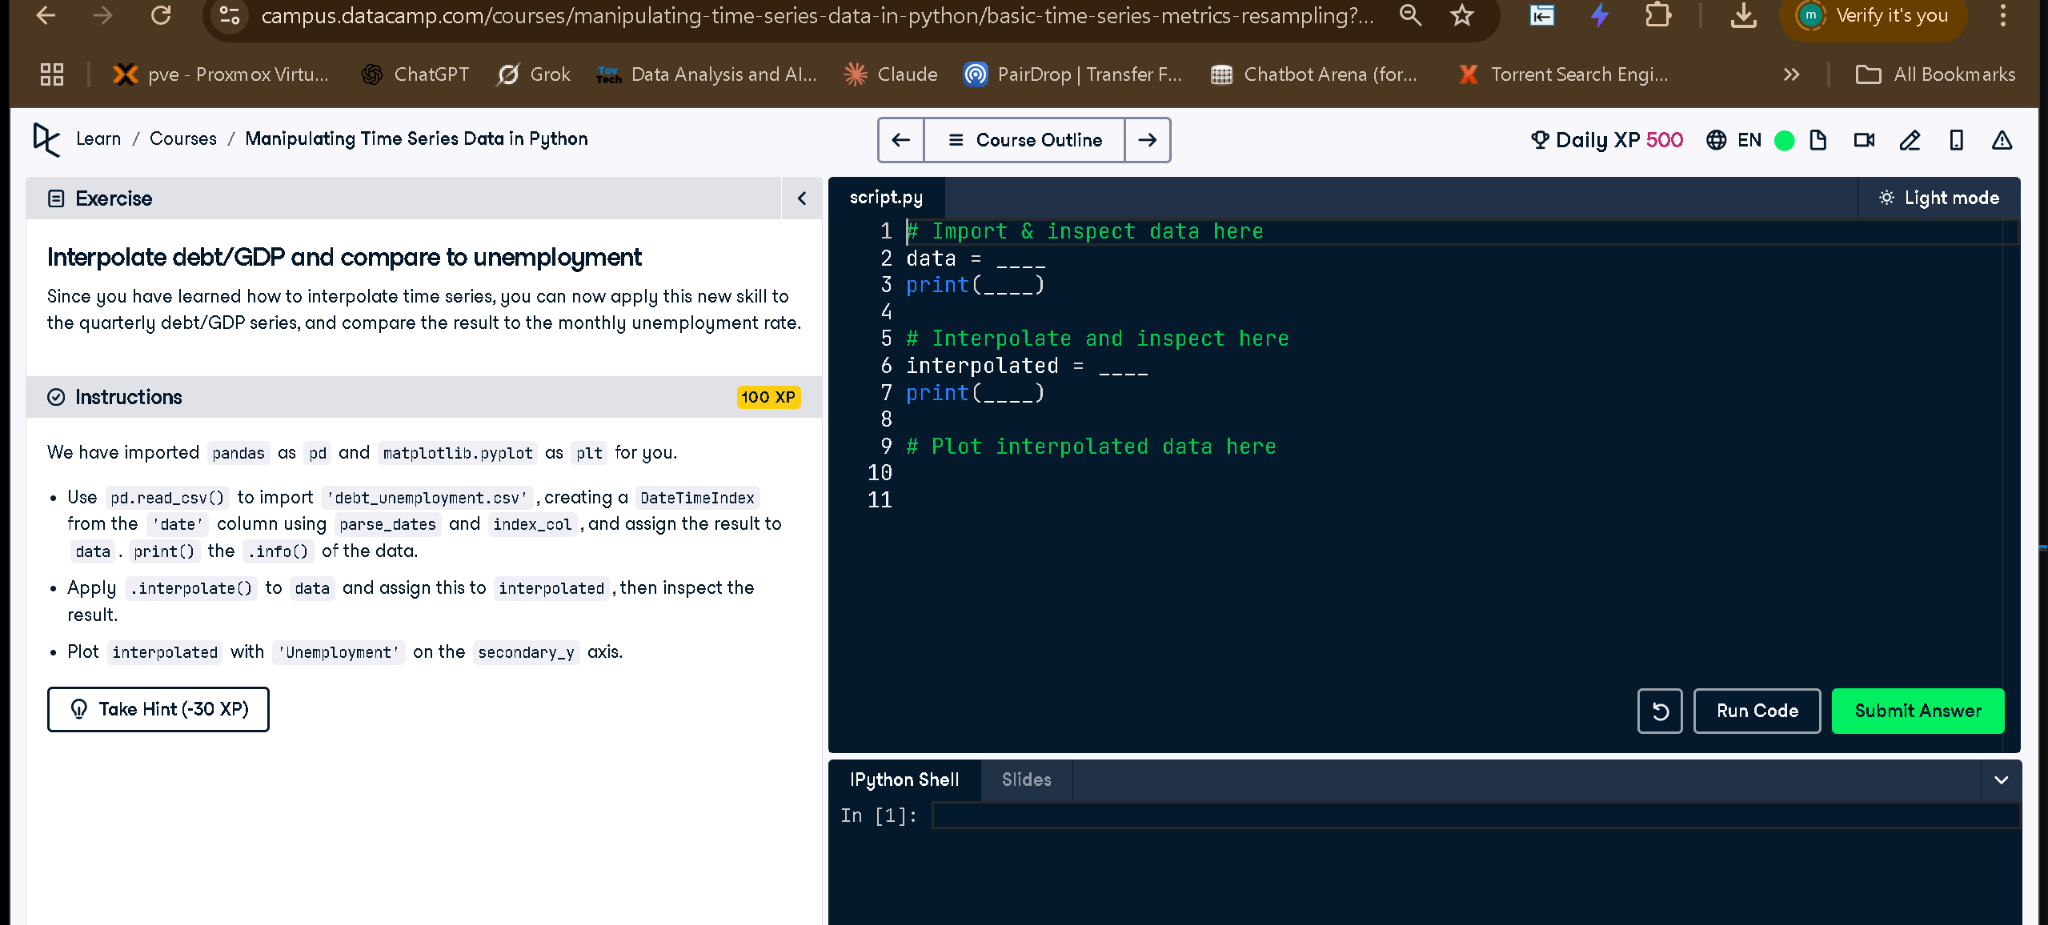 campus.datacamp.com/courses/manipulating-time-series-data-in-python/basic-time-series-metrics-resampling?...
m Verify it's you
pve - Proxmox Virtu...
ChatGPT
Grok
Tov Tech
Data Analysis and AI...
Claude
PairDrop | Transfer F...
Chatbot Arena (for...
Torrent Search Engi...
»
All Bookmarks
Learn / Courses / Manipulating Time Series Data in Python
Course Outline
Daily XP 500
EN
Exercise
Interpolate debt/GDP and compare to unemployment
Since you have learned how to interpolate time series, you can now apply this new skill to
the quarterly debt/GDP series, and compare the result to the monthly unemployment rate.
Instructions
100 XP
We have imported pandas as pd and matplotlib.pyplot as plt for you.
• Use pd.read_csv() to import 'debt_unemployment.csv', creating a DateTimeIndex
from the 'date' column using parse_dates and index_col, and assign the result to
data. print() the .info() of the data.
• Apply .interpolate() to data and assign this to interpolated, then inspect the
result.
• Plot interpolated with 'Unemployment' on the secondary_y axis.
Take Hint (-30 XP)
script.py
Light mode
1 # Import & inspect data here
2 data = ____
3 print(____)
4
5 # Interpolate and inspect here
6 interpolated = ____
7 print(____)
8
9 # Plot interpolated data here
10
11
Run Code
Submit Answer
IPython Shell
Slides
In [1]: